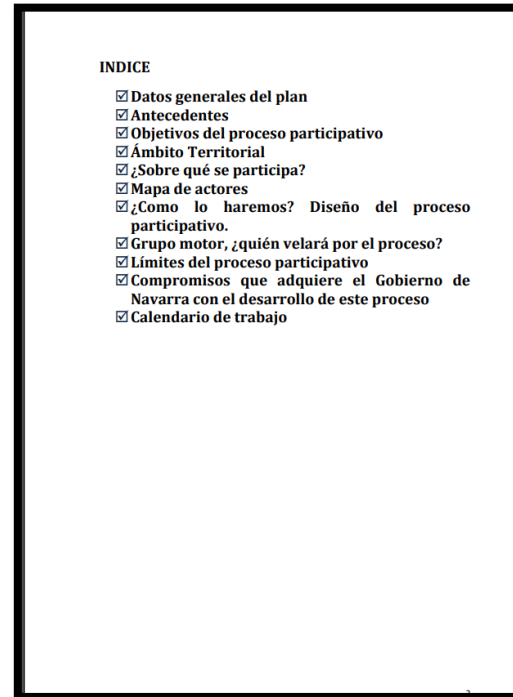 INDICE
☑ Datos generales del plan
☑ Antecedentes
☑ Objetivos del proceso participativo
☑ Ámbito Territorial
☑ ¿Sobre qué se participa?
☑ Mapa de actores
☑ ¿Como lo haremos? Diseño del proceso
participativo.
☑ Grupo motor, ¿quién velará por el proceso?
☑ Límites del proceso participativo
☑ Compromisos que adquiere el Gobierno de
Navarra con el desarrollo de este proceso
☑ Calendario de trabajo